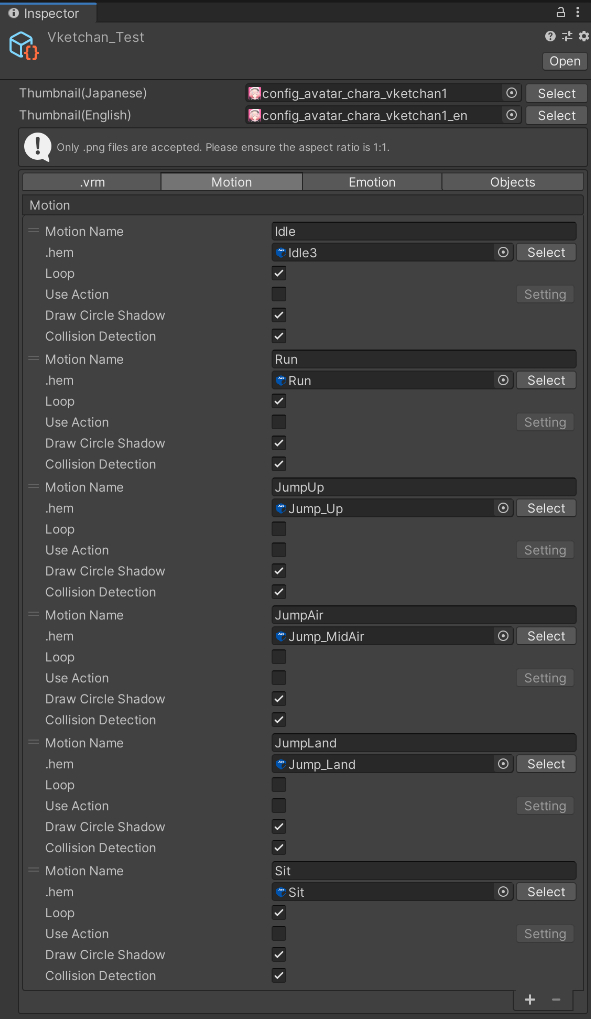 Inspector
Vketchan_Test
Open
Thumbnail(Japanese) config_avatar_chara_vketchan1 Select
Thumbnail(English) config_avatar_chara_vketchan1_en Select
Only .png files are accepted. Please ensure the aspect ratio is 1:1.
.vrm Motion Emotion Objects
Motion
Motion Name Idle
.hem Idle3 Select
Loop
Use Action Setting
Draw Circle Shadow
Collision Detection
Motion Name Run
.hem Run Select
Loop
Use Action Setting
Draw Circle Shadow
Collision Detection
Motion Name JumpUp
.hem Jump_Up Select
Loop
Use Action Setting
Draw Circle Shadow
Collision Detection
Motion Name JumpAir
.hem Jump_MidAir Select
Loop
Use Action Setting
Draw Circle Shadow
Collision Detection
Motion Name JumpLand
.hem Jump_Land Select
Loop
Use Action Setting
Draw Circle Shadow
Collision Detection
Motion Name Sit
.hem Sit Select
Loop
Use Action Setting
Draw Circle Shadow
Collision Detection